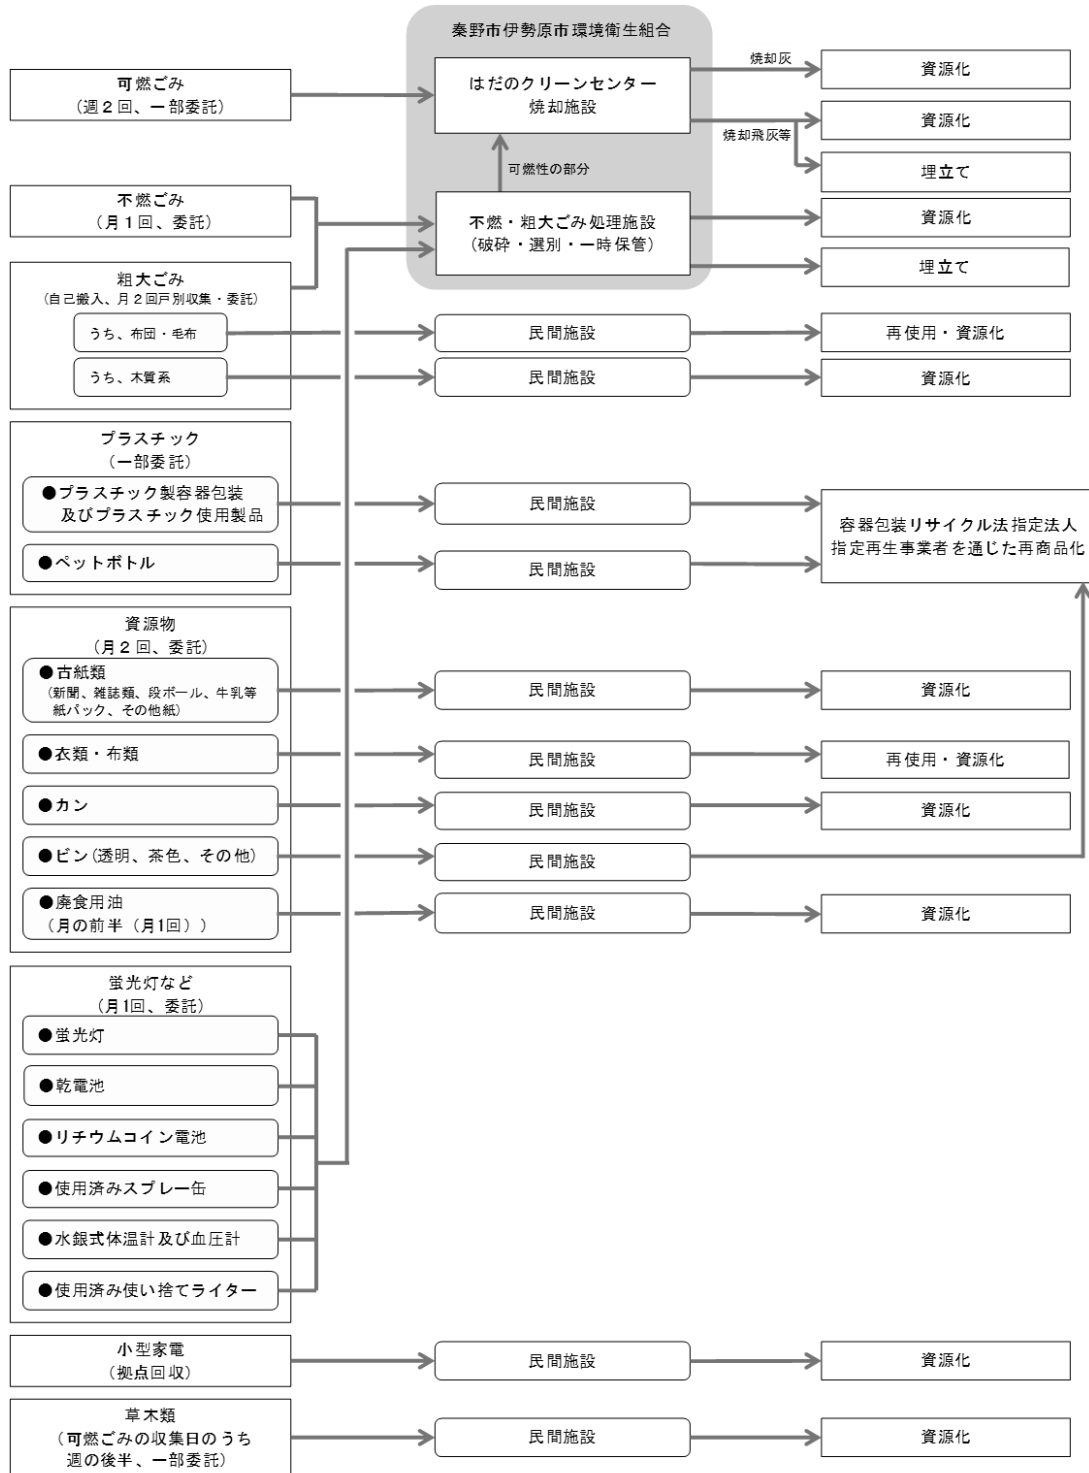 秦野市伊勢原市環境衛生組合
可燃ごみ
（週２回、一部委託）
はだのクリーンセンター
焼却施設
焼却灰
資源化
焼却飛灰等
資源化
埋立て
可燃性の部分
不燃ごみ
（月１回、委託）
不燃・粗大ごみ処理施設
（破砕・選別・一時保管）
資源化
埋立て
粗大ごみ
（自己搬入、月２回戸別収集・委託）
うち、布団・毛布
民間施設
再使用・資源化
うち、木質系
民間施設
資源化
プラスチック
（一部委託）
●プラスチック製容器包装
及びプラスチック使用製品
民間施設
●ペットボトル
民間施設
容器包装リサイクル法指定法人
指定再生事業者を通じた再商品化
資源物
（月２回、委託）
●古紙類
（新聞、雑誌類、段ボール、牛乳等
紙パック、その他紙）
民間施設
資源化
●衣類・布類
民間施設
再使用・資源化
●カン
民間施設
資源化
●ビン（透明、茶色、その他）
民間施設
●廃食用油
（月の前半（月1回））
民間施設
資源化
蛍光灯など
（月1回、委託）
●蛍光灯
●乾電池
●リチウムコイン電池
●使用済みスプレー缶
●水銀式体温計及び血圧計
●使用済み使い捨てライター
小型家電
（拠点回収）
民間施設
資源化
草木類
（可燃ごみの収集日のうち
週の後半、一部委託）
民間施設
資源化